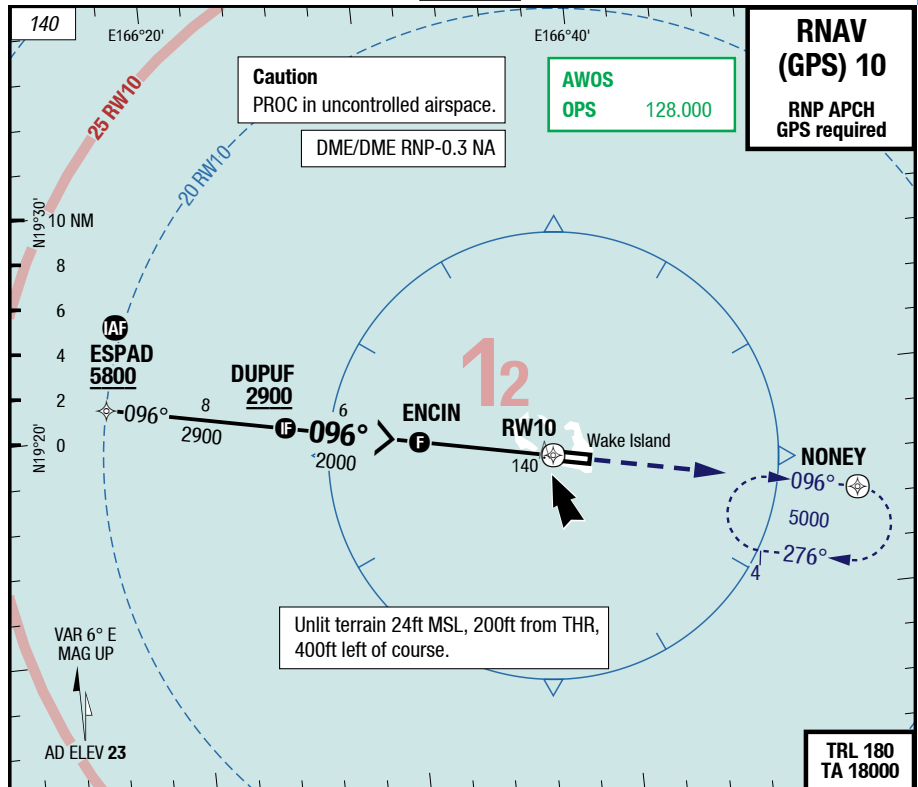 140
E166°20'
E166°40'
RNAV
(GPS) 10
RNP APCH
GPS required
Caution
PROC in uncontrolled airspace.
DME/DME RNP-0.3 NA
AWOS
OPS 128.000
25 RW10
20 RW10
N19°30'
10 NM
8
6
4
2
0
N19°20'
IAF
ESPAD
5800
096°
8
2900
DUPUF
2900
IF
096°
6
2000
ENCIN
F
12
RW10
140
Wake Island
NONEY
096°
5000
276°
4
Unlit terrain 24ft MSL, 200ft from THR,
400ft left of course.
VAR 6° E
MAG UP
AD ELEV 23
TRL 180
TA 18000